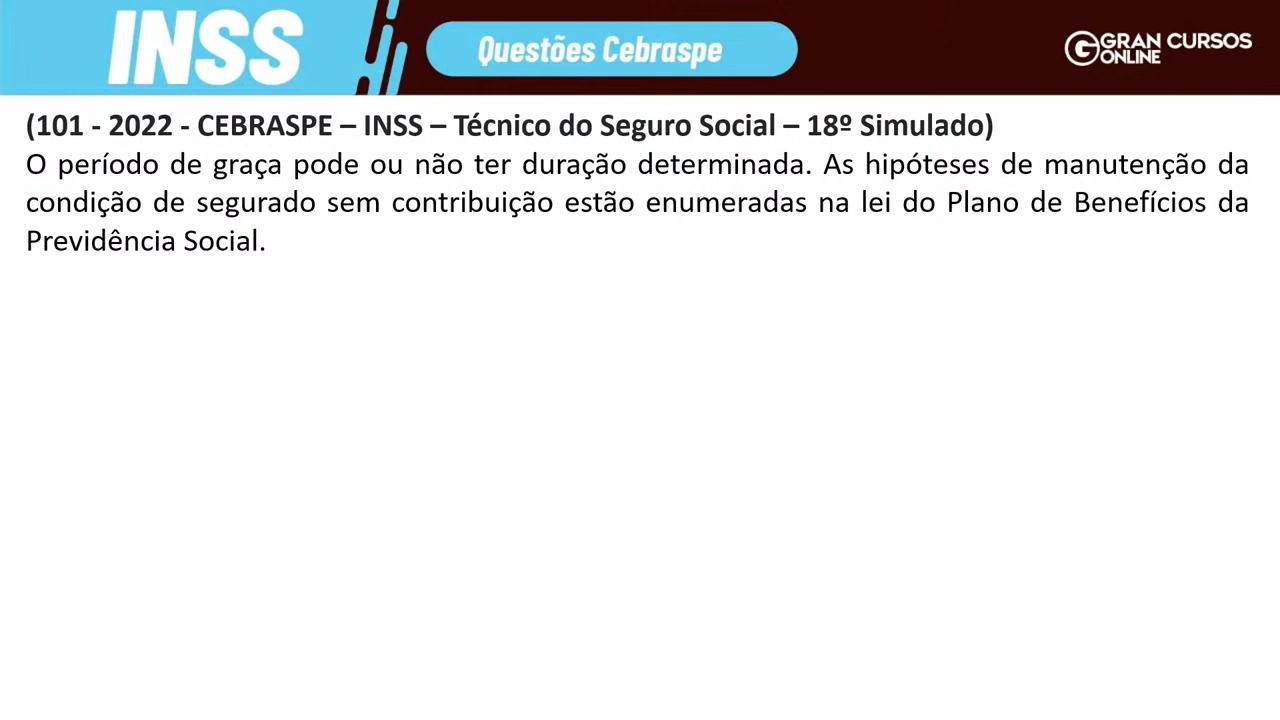 INSS
Questões Cebraspe
GRAN CURSOS
ONLINE
(101 - 2022 - CEBRASPE – INSS – Técnico do Seguro Social – 18º Simulado)
O período de graça pode ou não ter duração determinada. As hipóteses de manutenção da
condição de segurado sem contribuição estão enumeradas na lei do Plano de Benefícios da
Previdência Social.